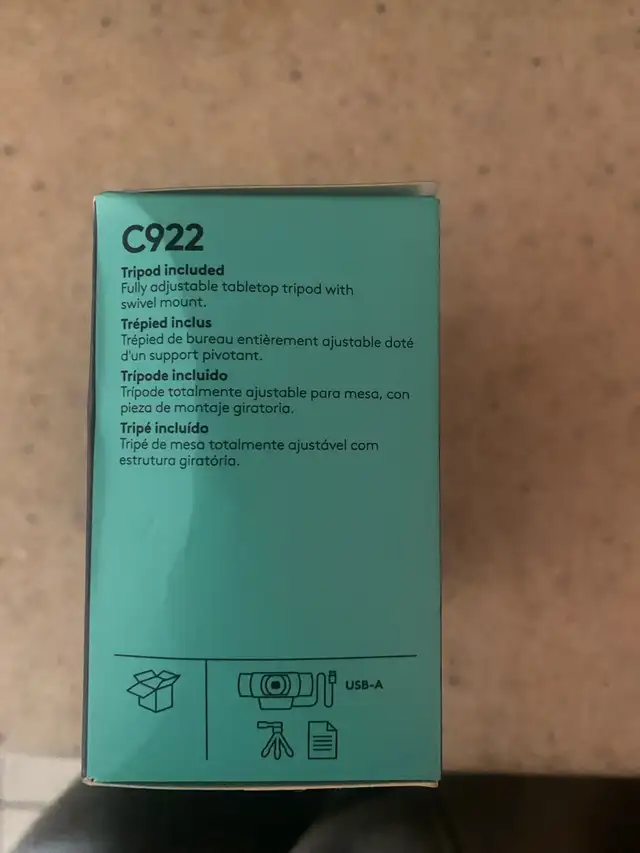 C922
Tripod included
Fully adjustable tabletop tripod with
swivel mount.
Trépied inclus
Trépied de bureau entièrement ajustable doté
d'un support pivotant.
Trípode incluido
Trípode totalmente ajustable para mesa, con
pieza de montaje giratoria.
Tripé incluído
Tripé de mesa totalmente ajustável com
estrutura giratória.
USB-A